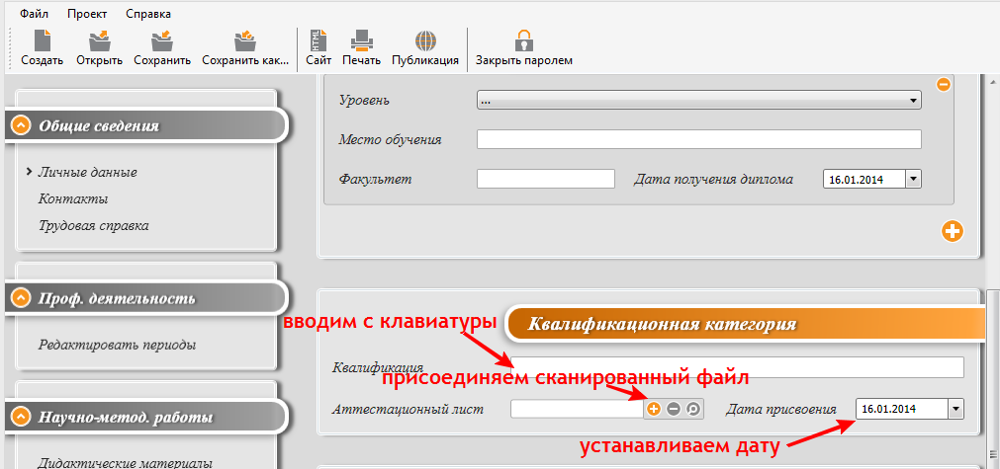 Файл Проект Справка
Создать Открыть Сохранить Сохранить как... Сайт Печать Публикация Закрыть паролем
HTML
Уровень ...
Общие сведения
Место обучения
Личные данные
Факультет Дата получения диплома 16.01.2014
Контакты
Трудовая справка
Проф. деятельность
вводим с клавиатуры Квалификационная категория
Редактировать периоды
Квалификация
присоединяем сканированный файл
Аттестационный лист Дата присвоения 16.01.2014
Научно-метод. работы
устанавливаем дату
Дидактические материалы